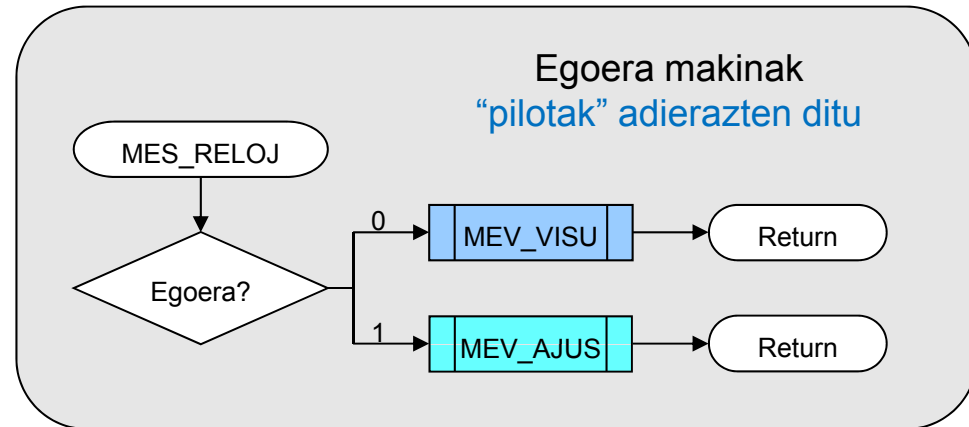 Egoera makinak
“pilotak” adierazten ditu
MES_RELOJ
Egoera?
0
MEV_VISU
Return
1
MEV_AJUS
Return